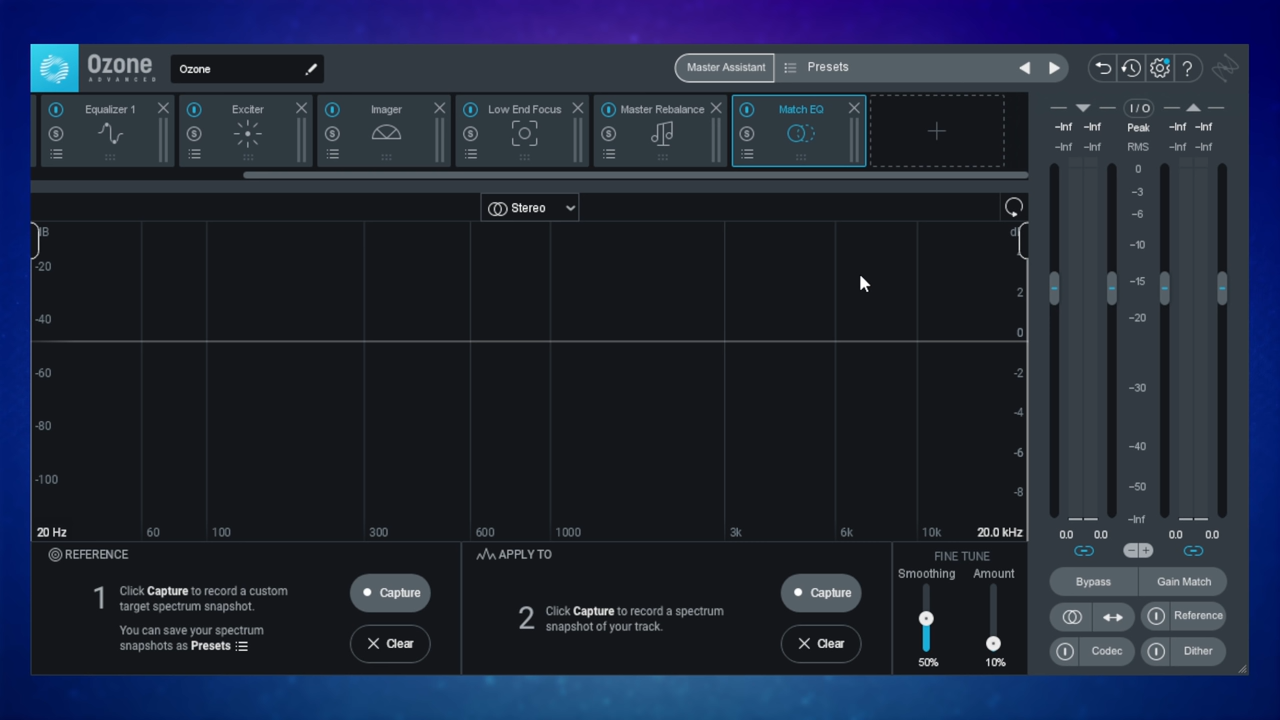 Ozone
ADVANCED
Ozone
Master Assistant
Presets
?
Equalizer 1
Exciter
Imager
Low End Focus
Master Rebalance
Match EQ
S
S
S
S
S
S
I/O
-Inf -Inf Peak -Inf -Inf
-Inf -Inf RMS -Inf -Inf
Stereo
dB
-20
-40
-60
-80
-100
2
0
-2
-4
-6
-8
20 Hz 60 100 300 600 1000 3k 6k 10k 20.0 kHz
0
-3
-6
-10
-15
-20
-30
-40
-50
-Inf
0.0 0.0 0.0 0.0
REFERENCE
1
Click Capture to record a custom
target spectrum snapshot.
You can save your spectrum
snapshots as Presets
Capture
Clear
APPLY TO
2
Click Capture to record a spectrum
snapshot of your track.
Capture
Clear
FINE TUNE
Smoothing Amount
50% 10%
Bypass Gain Match
Reference
Codec Dither